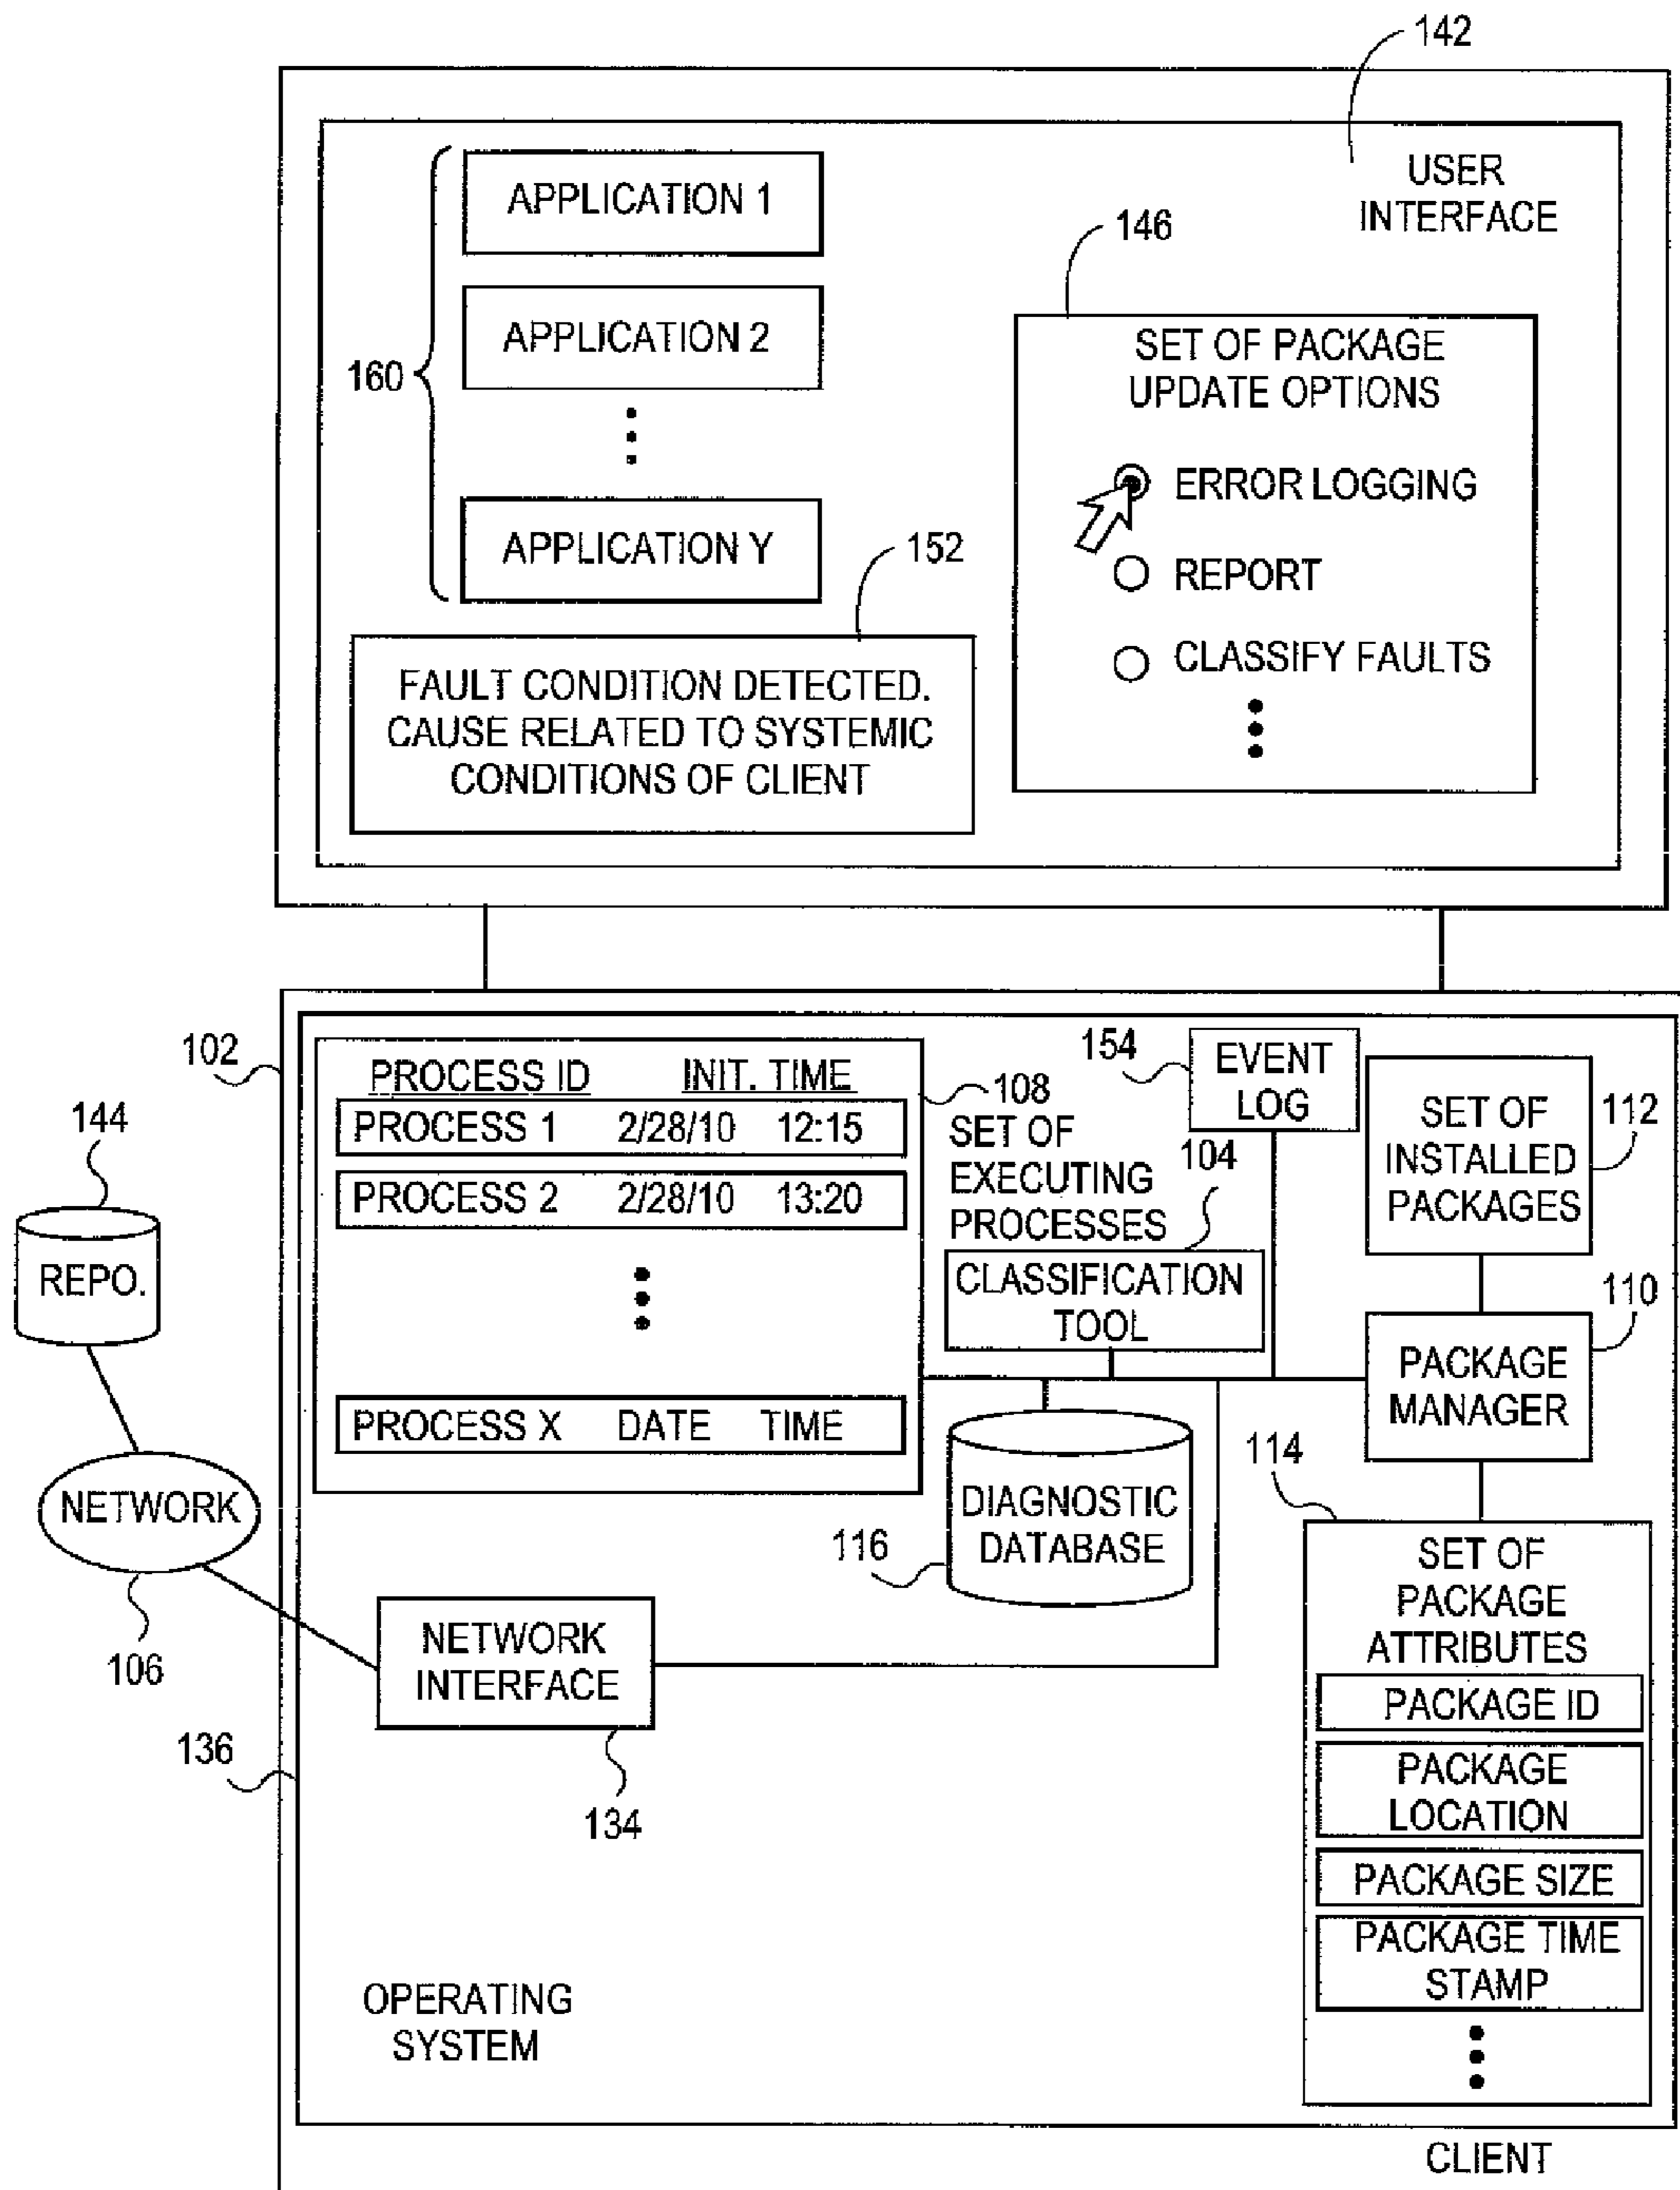 142
USER
INTERFACE
160
APPLICATION 1
APPLICATION 2
APPLICATION Y
146
SET OF PACKAGE
UPDATE OPTIONS
ERROR LOGGING
REPORT
CLASSIFY FAULTS
152
FAULT CONDITION DETECTED.
CAUSE RELATED TO SYSTEMIC
CONDITIONS OF CLIENT
102
PROCESS ID INIT. TIME
PROCESS 1 2/28/10 12:15
PROCESS 2 2/28/10 13:20
PROCESS X DATE TIME
108
SET OF
EXECUTING
PROCESSES
104
CLASSIFICATION
TOOL
154
EVENT
LOG
SET OF
INSTALLED
PACKAGES
112
110
PACKAGE
MANAGER
144
REPO.
NETWORK
106
116
DIAGNOSTIC
DATABASE
114
SET OF
PACKAGE
ATTRIBUTES
PACKAGE ID
PACKAGE
LOCATION
PACKAGE SIZE
PACKAGE TIME
STAMP
NETWORK
INTERFACE
134
136
OPERATING
SYSTEM
CLIENT